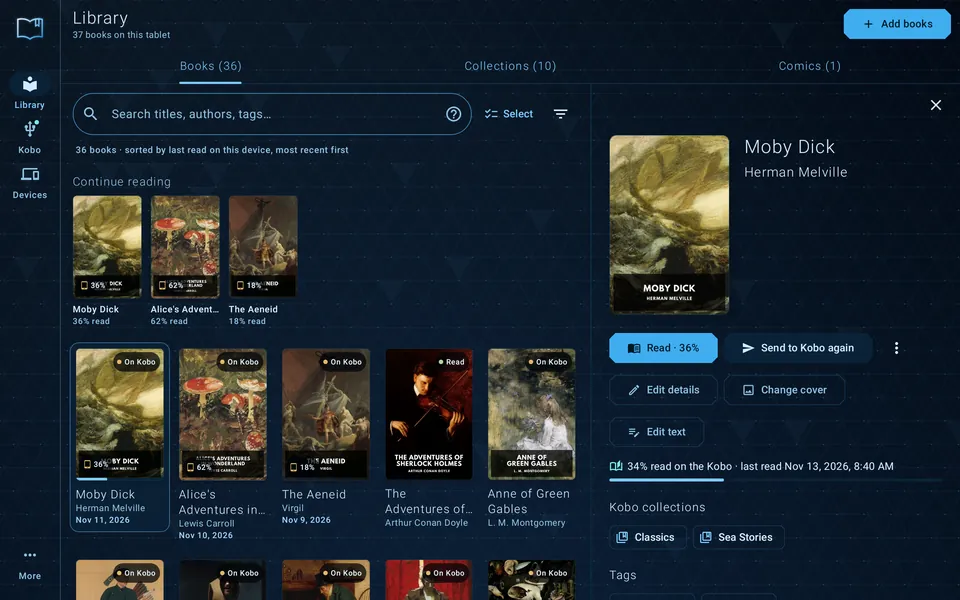 Library
37 books on this tablet
Add books
Library
Kobo
Devices
More
Books (36)
Collections (10)
Comics (1)
Search titles, authors, tags...
Select
36 books · sorted by last read on this device, most recent first
Continue reading
36%
DICK
62%
18%
Moby Dick
36% read
Alice's Advent...
62% read
The Aeneid
18% read
On Kobo
On Kobo
On Kobo
Read
On Kobo
36%
62%
18%
AENEID
VIRGIL
THE ADVENTURES OF
SHERLOCK HOLMES
ARTHUR CONAN DOYLE
ANNE OF
GREEN GABLES
L. M. MONTGOMERY
Moby Dick
Herman Melville
Nov 11, 2026
Alice's
Adventures in...
Lewis Carroll
Nov 10, 2026
The Aeneid
Virgil
Nov 9, 2026
The
Adventures of...
Arthur Conan Doyle
Anne of Green
Gables
L. M. Montgomery
On Kobo
On Kobo
On Kobo
On Kobo
On Kobo
MOBY DICK
HERMAN MELVILLE
Moby Dick
Herman Melville
Read · 36%
Send to Kobo again
Edit details
Change cover
Edit text
34% read on the Kobo · last read Nov 13, 2026, 8:40 AM
Kobo collections
Classics
Sea Stories
Tags